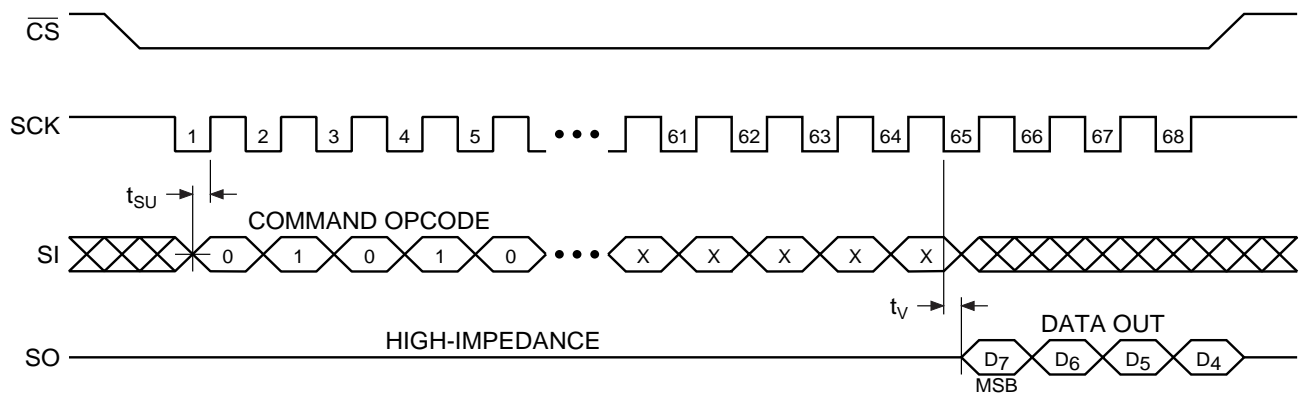 CS
SCK 1 2 3 4 5 ••• 61 62 63 64 65 66 67 68
tSU
COMMAND OPCODE
SI 0 1 0 1 0 ••• X X X X X
tV
HIGH-IMPEDANCE DATA OUT
SO D7 D6 D5 D4
MSB